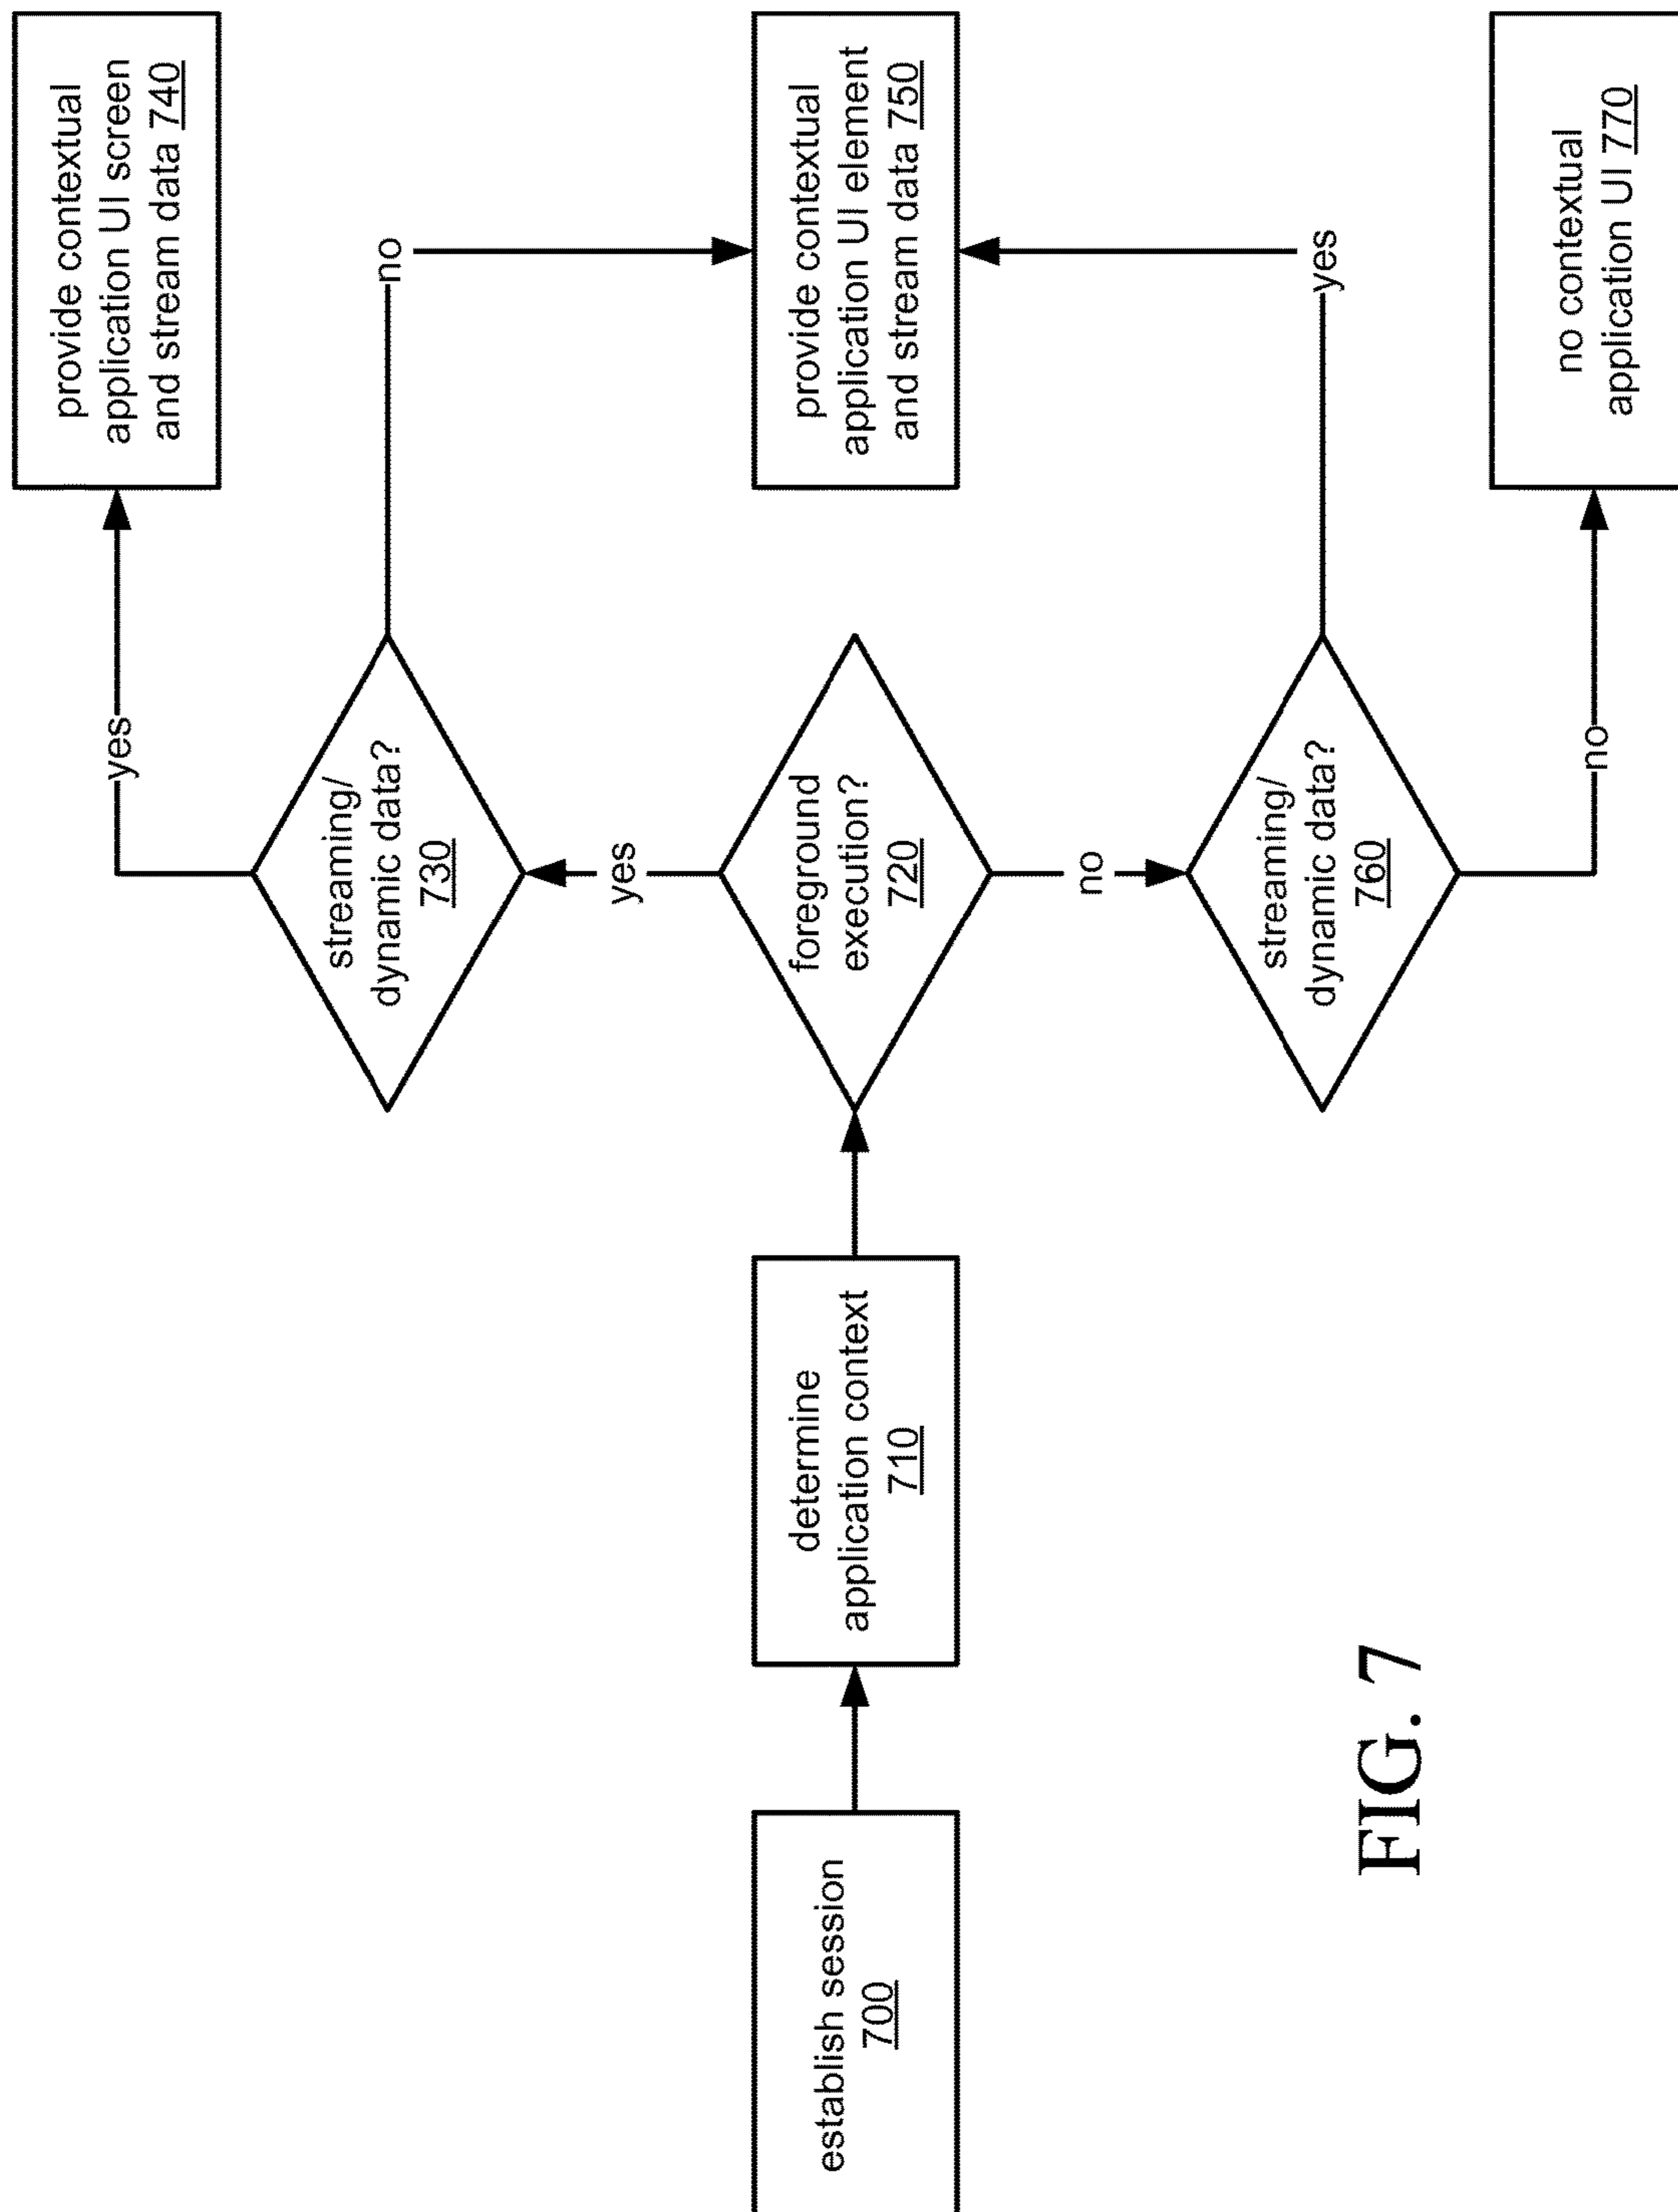 establish session
700
determine
application context
710
foreground
execution?
720
yes
no
streaming/
dynamic data?
730
yes
no
provide contextual
application UI screen
and stream data 740
provide contextual
application UI element
and stream data 750
streaming/
dynamic data?
760
yes
no
no contextual
application UI 770
FIG. 7